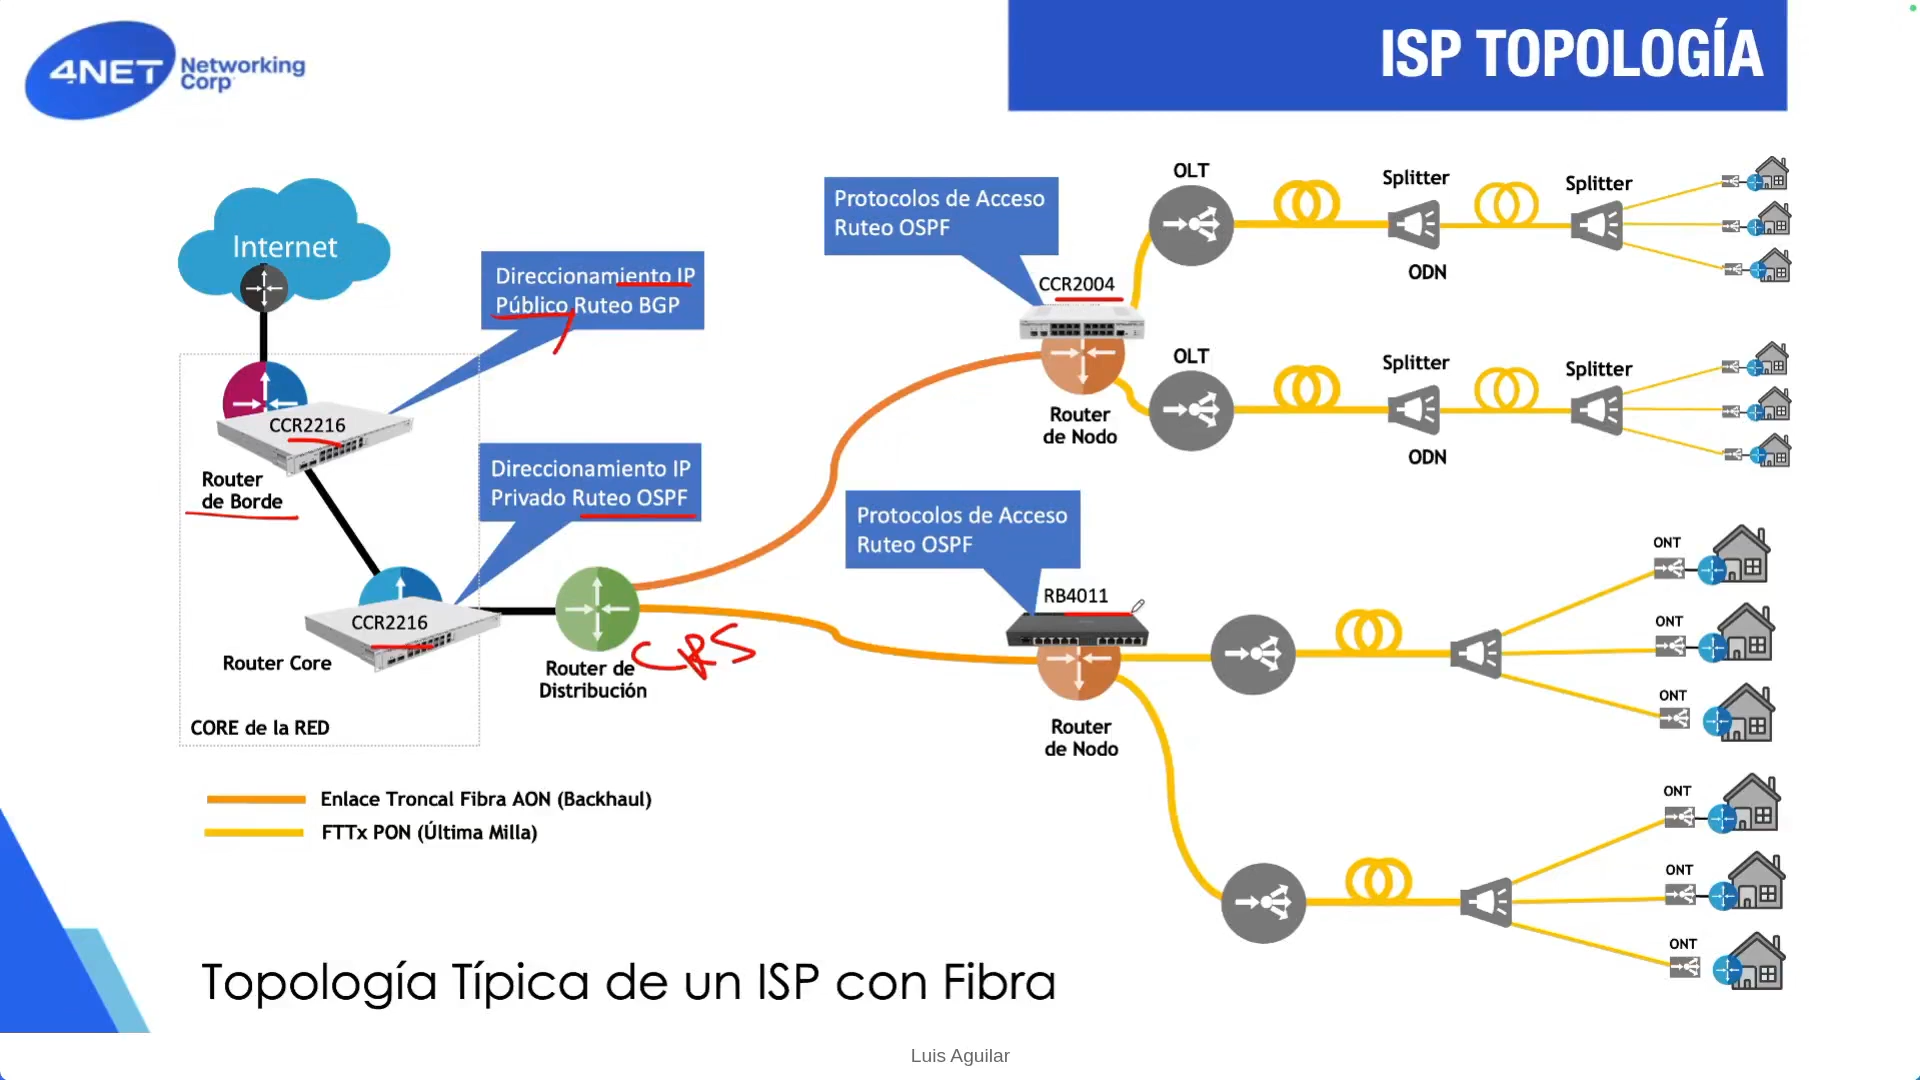 4NET Networking
Corp
ISP TOPOLOGÍA
Internet
Direccionamiento IP
Público Ruteo BGP
CCR2216
Router
de Borde
Direccionamiento IP
Privado Ruteo OSPF
CCR2216
Router Core
CORE de la RED
Router de
Distribución
CRS
Protocolos de Acceso
Ruteo OSPF
CCR2004
Router
de Nodo
OLT
Splitter
Splitter
ODN
OLT
Splitter
Splitter
ODN
Protocolos de Acceso
Ruteo OSPF
RB4011
Router
de Nodo
ONT
ONT
ONT
ONT
ONT
ONT
Enlace Troncal Fibra AON (Backhaul)
FTTx PON (Última Milla)
Topología Típica de un ISP con Fibra
Luis Aguilar